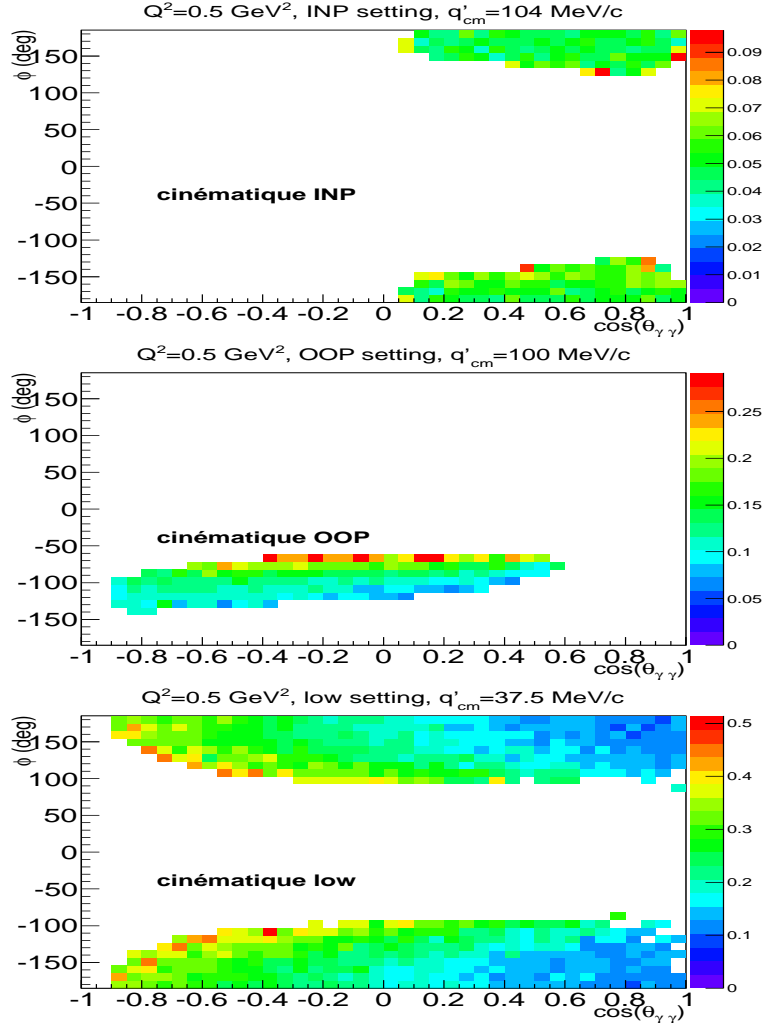 Q²=0.5 GeV², INP setting, q'cm=104 MeV/c
φ (deg)
150
100
50
0
-50
-100
-150
cinématique INP
-1 -0.8 -0.6 -0.4 -0.2 0 0.2 0.4 0.6 0.8 1
cos(θγγ)
0.09
0.08
0.07
0.06
0.05
0.04
0.03
0.02
0.01
0
Q²=0.5 GeV², OOP setting, q'cm=100 MeV/c
φ (deg)
150
100
50
0
-50
-100
-150
cinématique OOP
-1 -0.8 -0.6 -0.4 -0.2 0 0.2 0.4 0.6 0.8 1
cos(θγγ)
0.25
0.2
0.15
0.1
0.05
0
Q²=0.5 GeV², low setting, q'cm=37.5 MeV/c
φ (deg)
150
100
50
0
-50
-100
-150
cinématique low
-1 -0.8 -0.6 -0.4 -0.2 0 0.2 0.4 0.6 0.8 1
cos(θγγ)
0.5
0.4
0.3
0.2
0.1
0